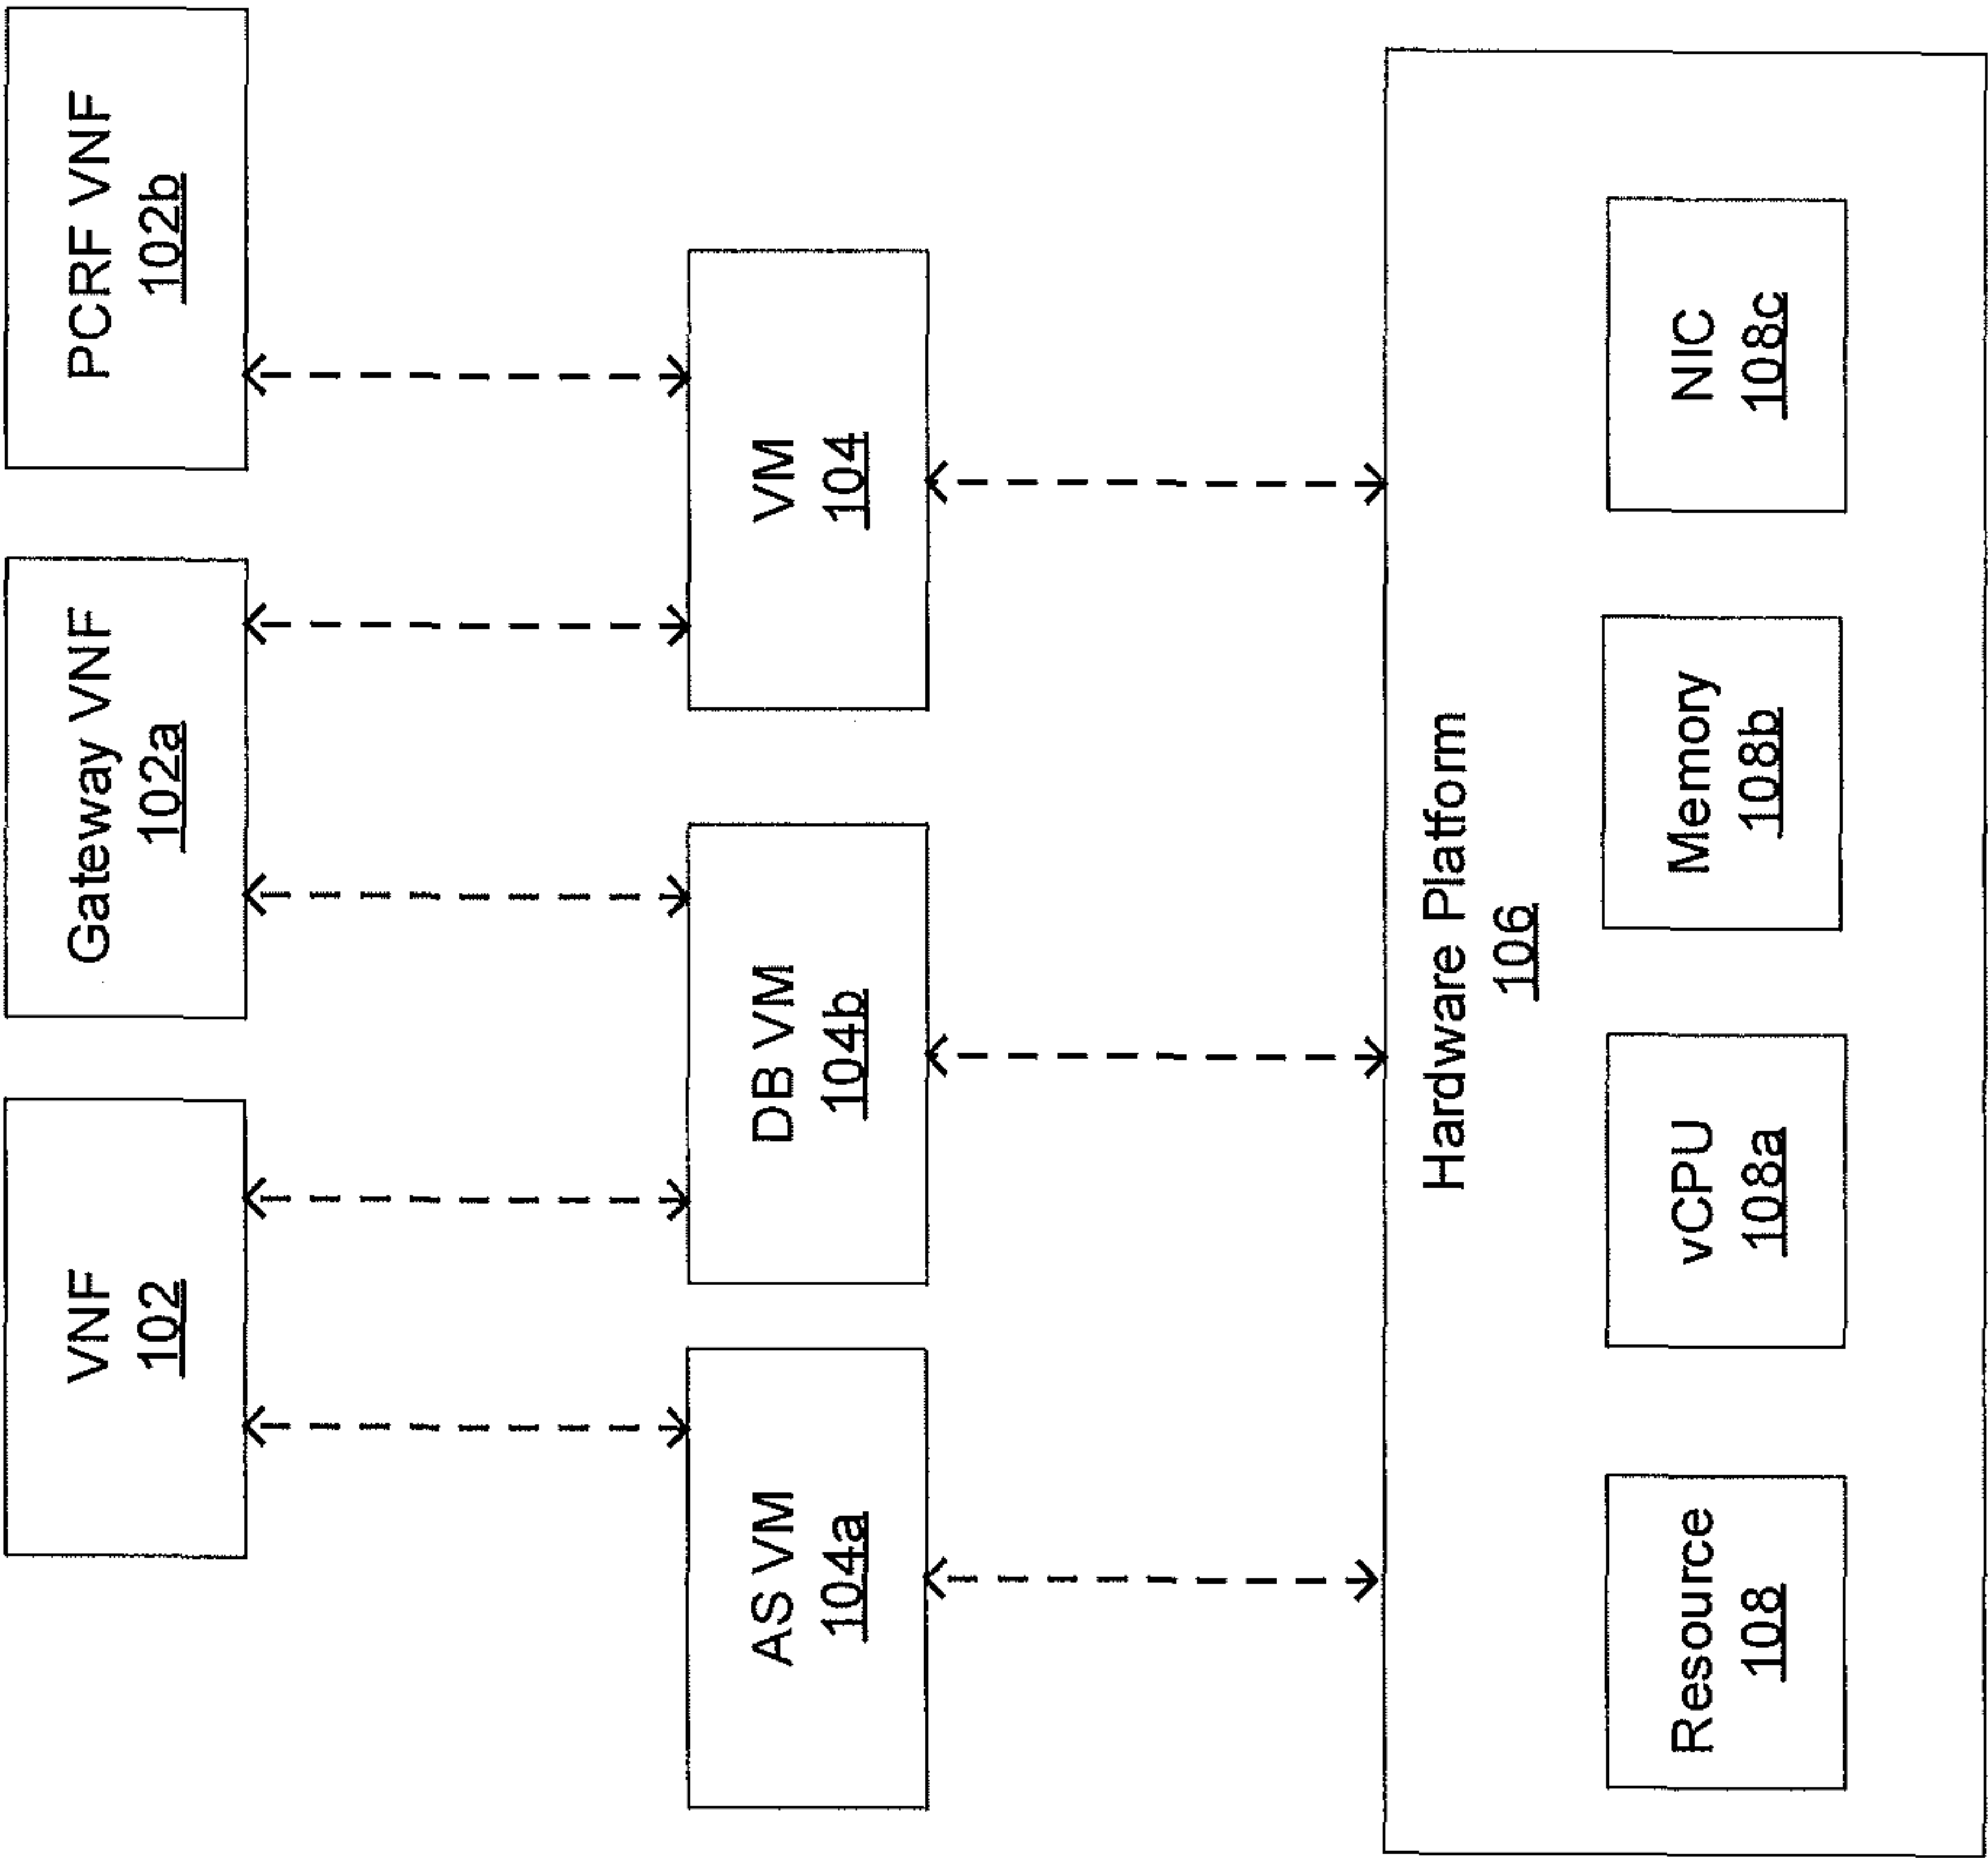 VNF
102
Gateway VNF
102a
PCRF VNF
102b
AS VM
104a
DB VM
104b
VM
104
Hardware Platform
106
Resource
108
vCPU
108a
Memory
108b
NIC
108c